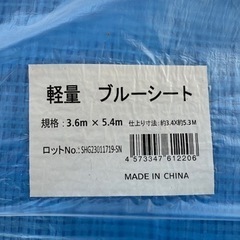 軽量　ブルーシート
規格：3.6m×5.4m 仕上り寸法：約3.4X約5.3M
ロットNo.:SHG23011719-SN
4 573347 612206
MADE IN CHINA